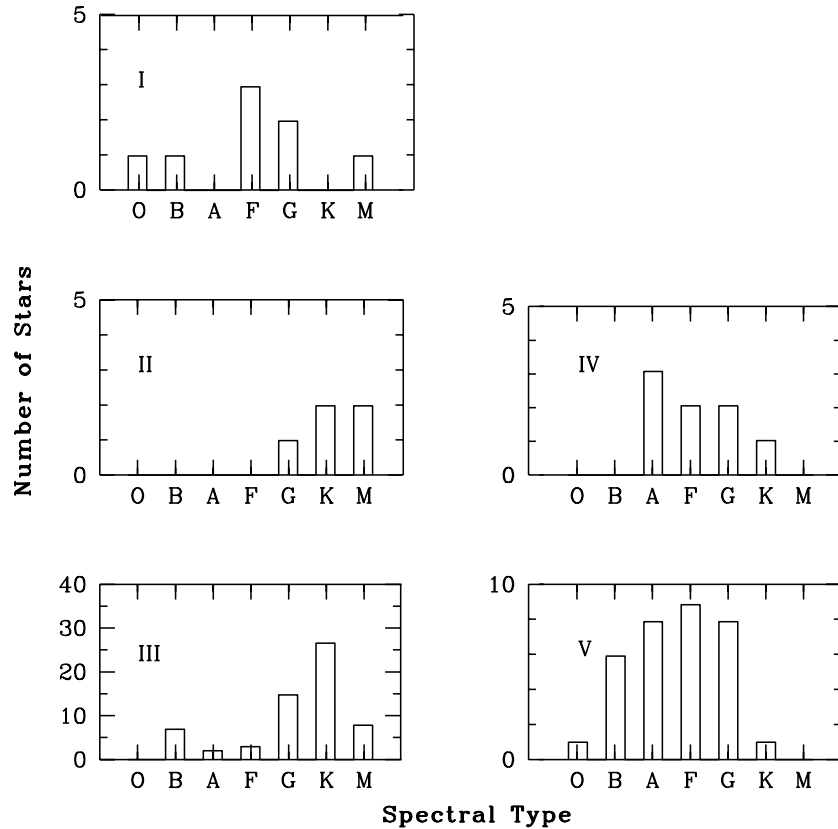 5
I
0
O B A F G K M
Number of Stars
5
II
0
O B A F G K M
5
IV
0
O B A F G K M
40
30
III
20
10
0
O B A F G K M
10
V
0
O B A F G K M
Spectral Type